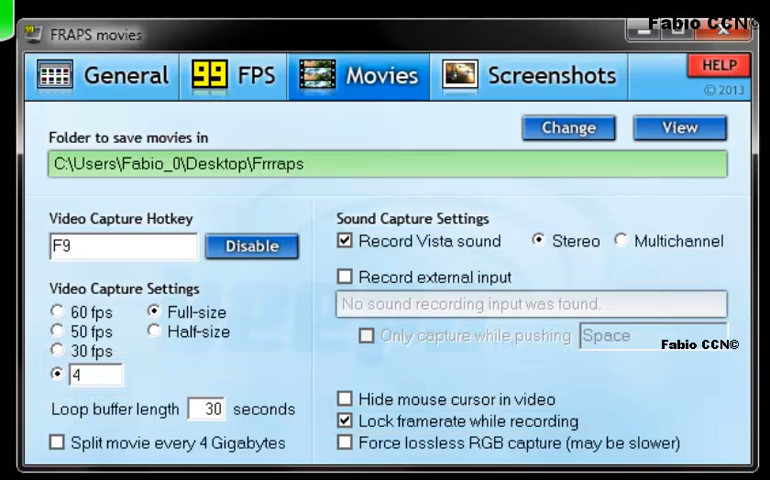 Fabio CCN©
FRAPS movies
General 99 FPS Movies Screenshots HELP
© 2013
Folder to save movies in Change View
C:\Users\Fabio_0\Desktop\Frrraps
Video Capture Hotkey
F9 Disable
Video Capture Settings
60 fps Full-size
50 fps Half-size
30 fps
4
Loop buffer length 30 seconds
Split movie every 4 Gigabytes
Sound Capture Settings
Record Vista sound Stereo Multichannel
Record external input
No sound recording input was found.
Only capture while pushing Space
Fabio CCN©
Hide mouse cursor in video
Lock framerate while recording
Force lossless RGB capture (may be slower)